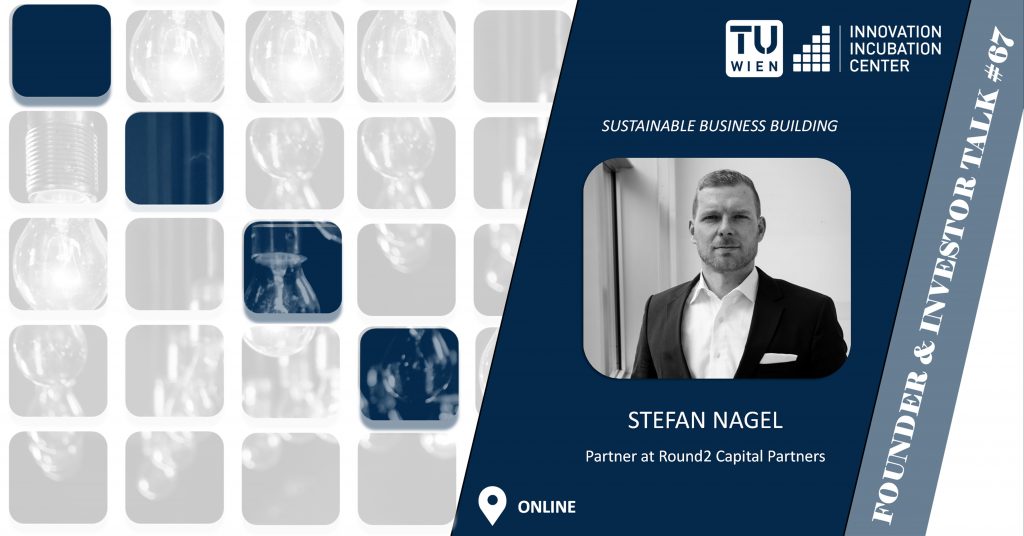 TU
WIEN
INNOVATION
INCUBATION
CENTER
SUSTAINABLE BUSINESS BUILDING
STEFAN NAGEL
Partner at Round2 Capital Partners
ONLINE
FOUNDER & INVESTOR TALK #67